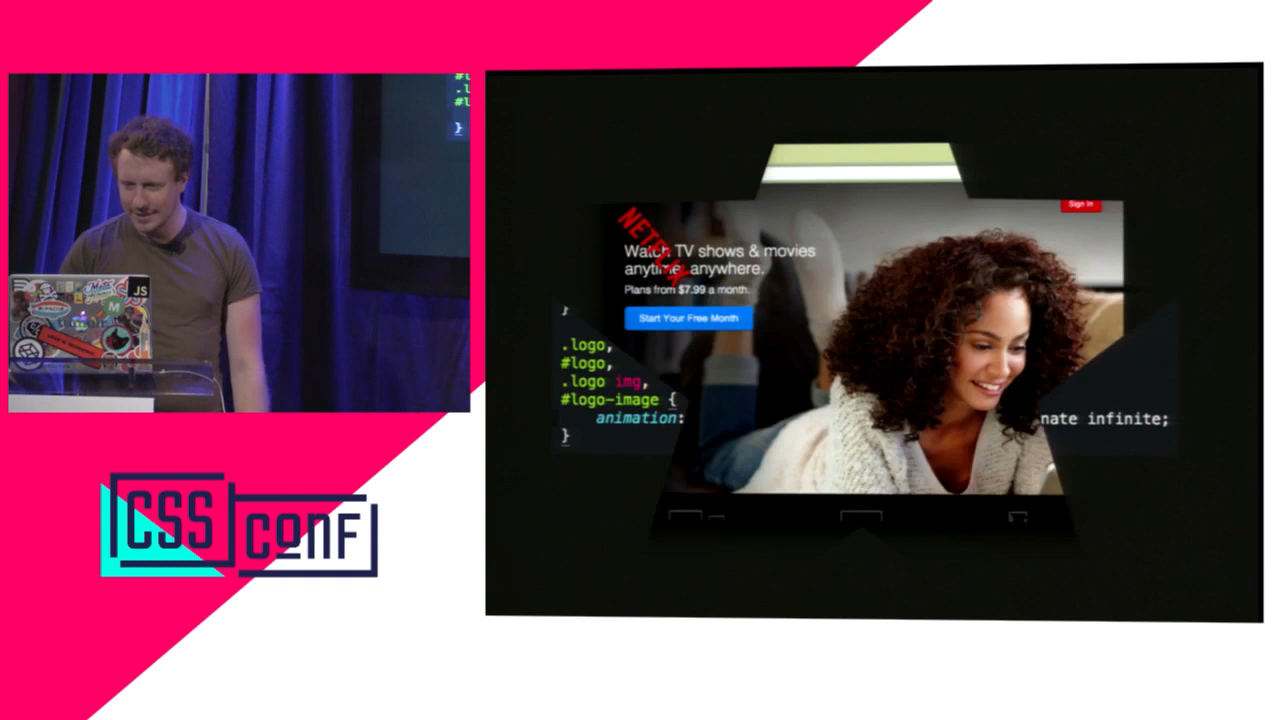 #l
.l
#l
}
JS
M
CSS
conf
Sign In
NETFLIX
Watch TV shows & movies
anytime, anywhere.
Plans from $7.99 a month.
Start Your Free Month
}
.logo,
#logo,
.logo img,
#logo-image {
animation:
nate infinite;
}